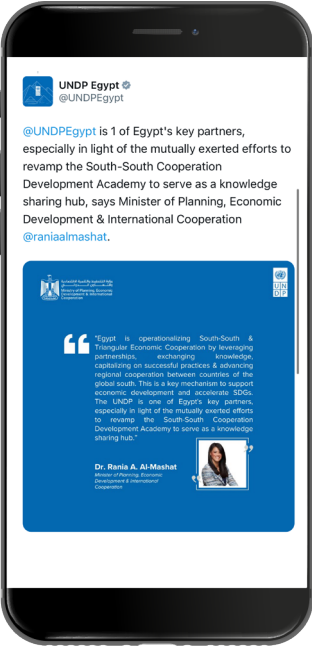 UNDP Egypt
@UNDPEgypt
@UNDPEgypt is 1 of Egypt's key partners,
especially in light of the mutually exerted efforts to
revamp the South-South Cooperation
Development Academy to serve as a knowledge
sharing hub, says Minister of Planning, Economic
Development & International Cooperation
@raniaalmashat.
Ministry of Planning, Economic
Development & International
Cooperation
U N
D P
"Egypt is operationalizing South-South &
Triangular Economic Cooperation by leveraging
partnerships, exchanging knowledge,
capitalizing on successful practices & advancing
regional cooperation between countries of the
global south. This is a key mechanism to support
economic development and accelerate SDGs.
The UNDP is one of Egypt's key partners,
especially in light of the mutually exerted efforts
to revamp the South-South Cooperation
Development Academy to serve as a knowledge
sharing hub."
Dr. Rania A. Al-Mashat
Minister of Planning, Economic
Development & International
Cooperation